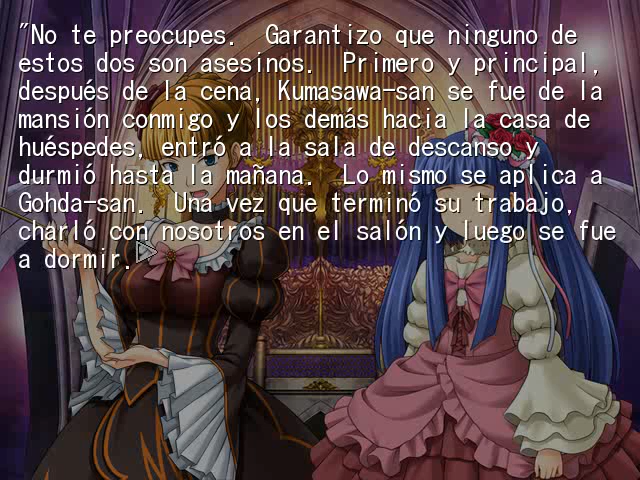 "No te preocupes.  Garantizo que ninguno de
estos dos son asesinos.  Primero y principal,
después de la cena, Kumasawa-san se fue de la
mansión conmigo y los demás hacia la casa de
huéspedes, entró a la sala de descanso y
durmió hasta la mañana.  Lo mismo se aplica a
Gohda-san.  Una vez que terminó su trabajo,
charló con nosotros en el salón y luego se fue
a dormir.